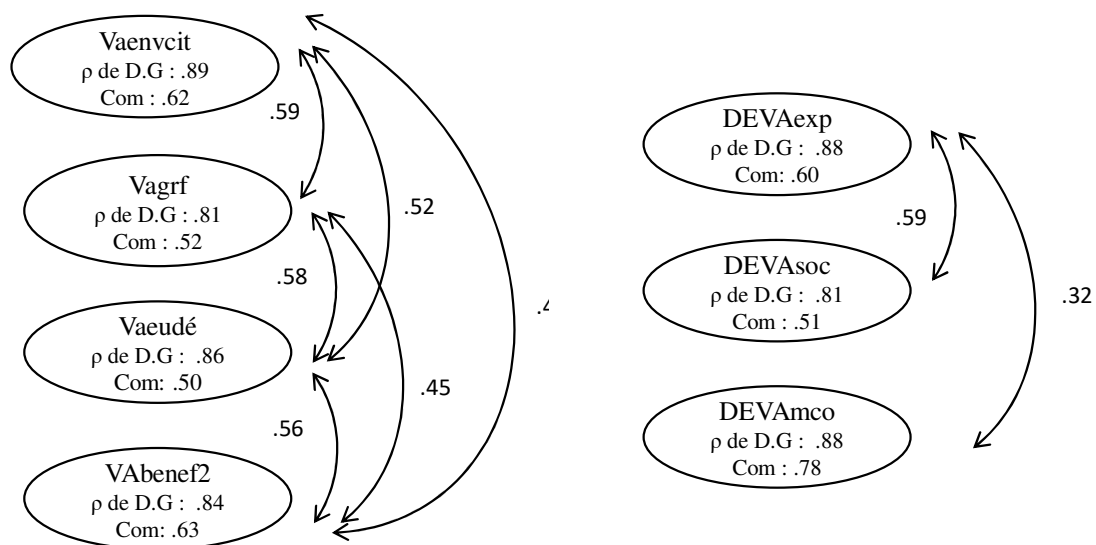 Vaenvcit
ρ de D.G : .89
Com : .62
.59
Vagrf
ρ de D.G : .81
Com : .52
.52
.58
Vaeudé
ρ de D.G :  .86
Com: .50
.45
.56
VAbenef2
ρ de D.G :  .84
Com: .63
DEVAexp
ρ de D.G :  .88
Com: .60
.59
DEVAsoc
ρ de D.G :  .81
Com : .51
.32
DEVAmco
ρ de D.G :  .88
Com : .78